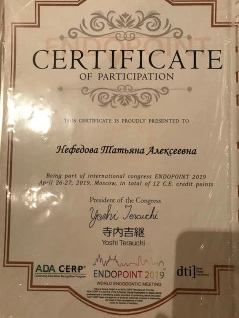 ENDOPOINT
CERTIFICATE
OF PARTICIPATION
THIS CERTIFICATE IS PROUDLY PRESENTED TO
Нефедова Татьяна Алексеевна
Being part of international congress ENDOPOINT 2019
April 26-27, 2019, Moscow, in total of 12 C.E. credit points
President of the Congress
Yoshi Terauchi
寺内吉継
Yoshi Terauchi
ADA CERP®
ENDOPOINT 2019
WORLD ENDODONTIC MEETING
dti